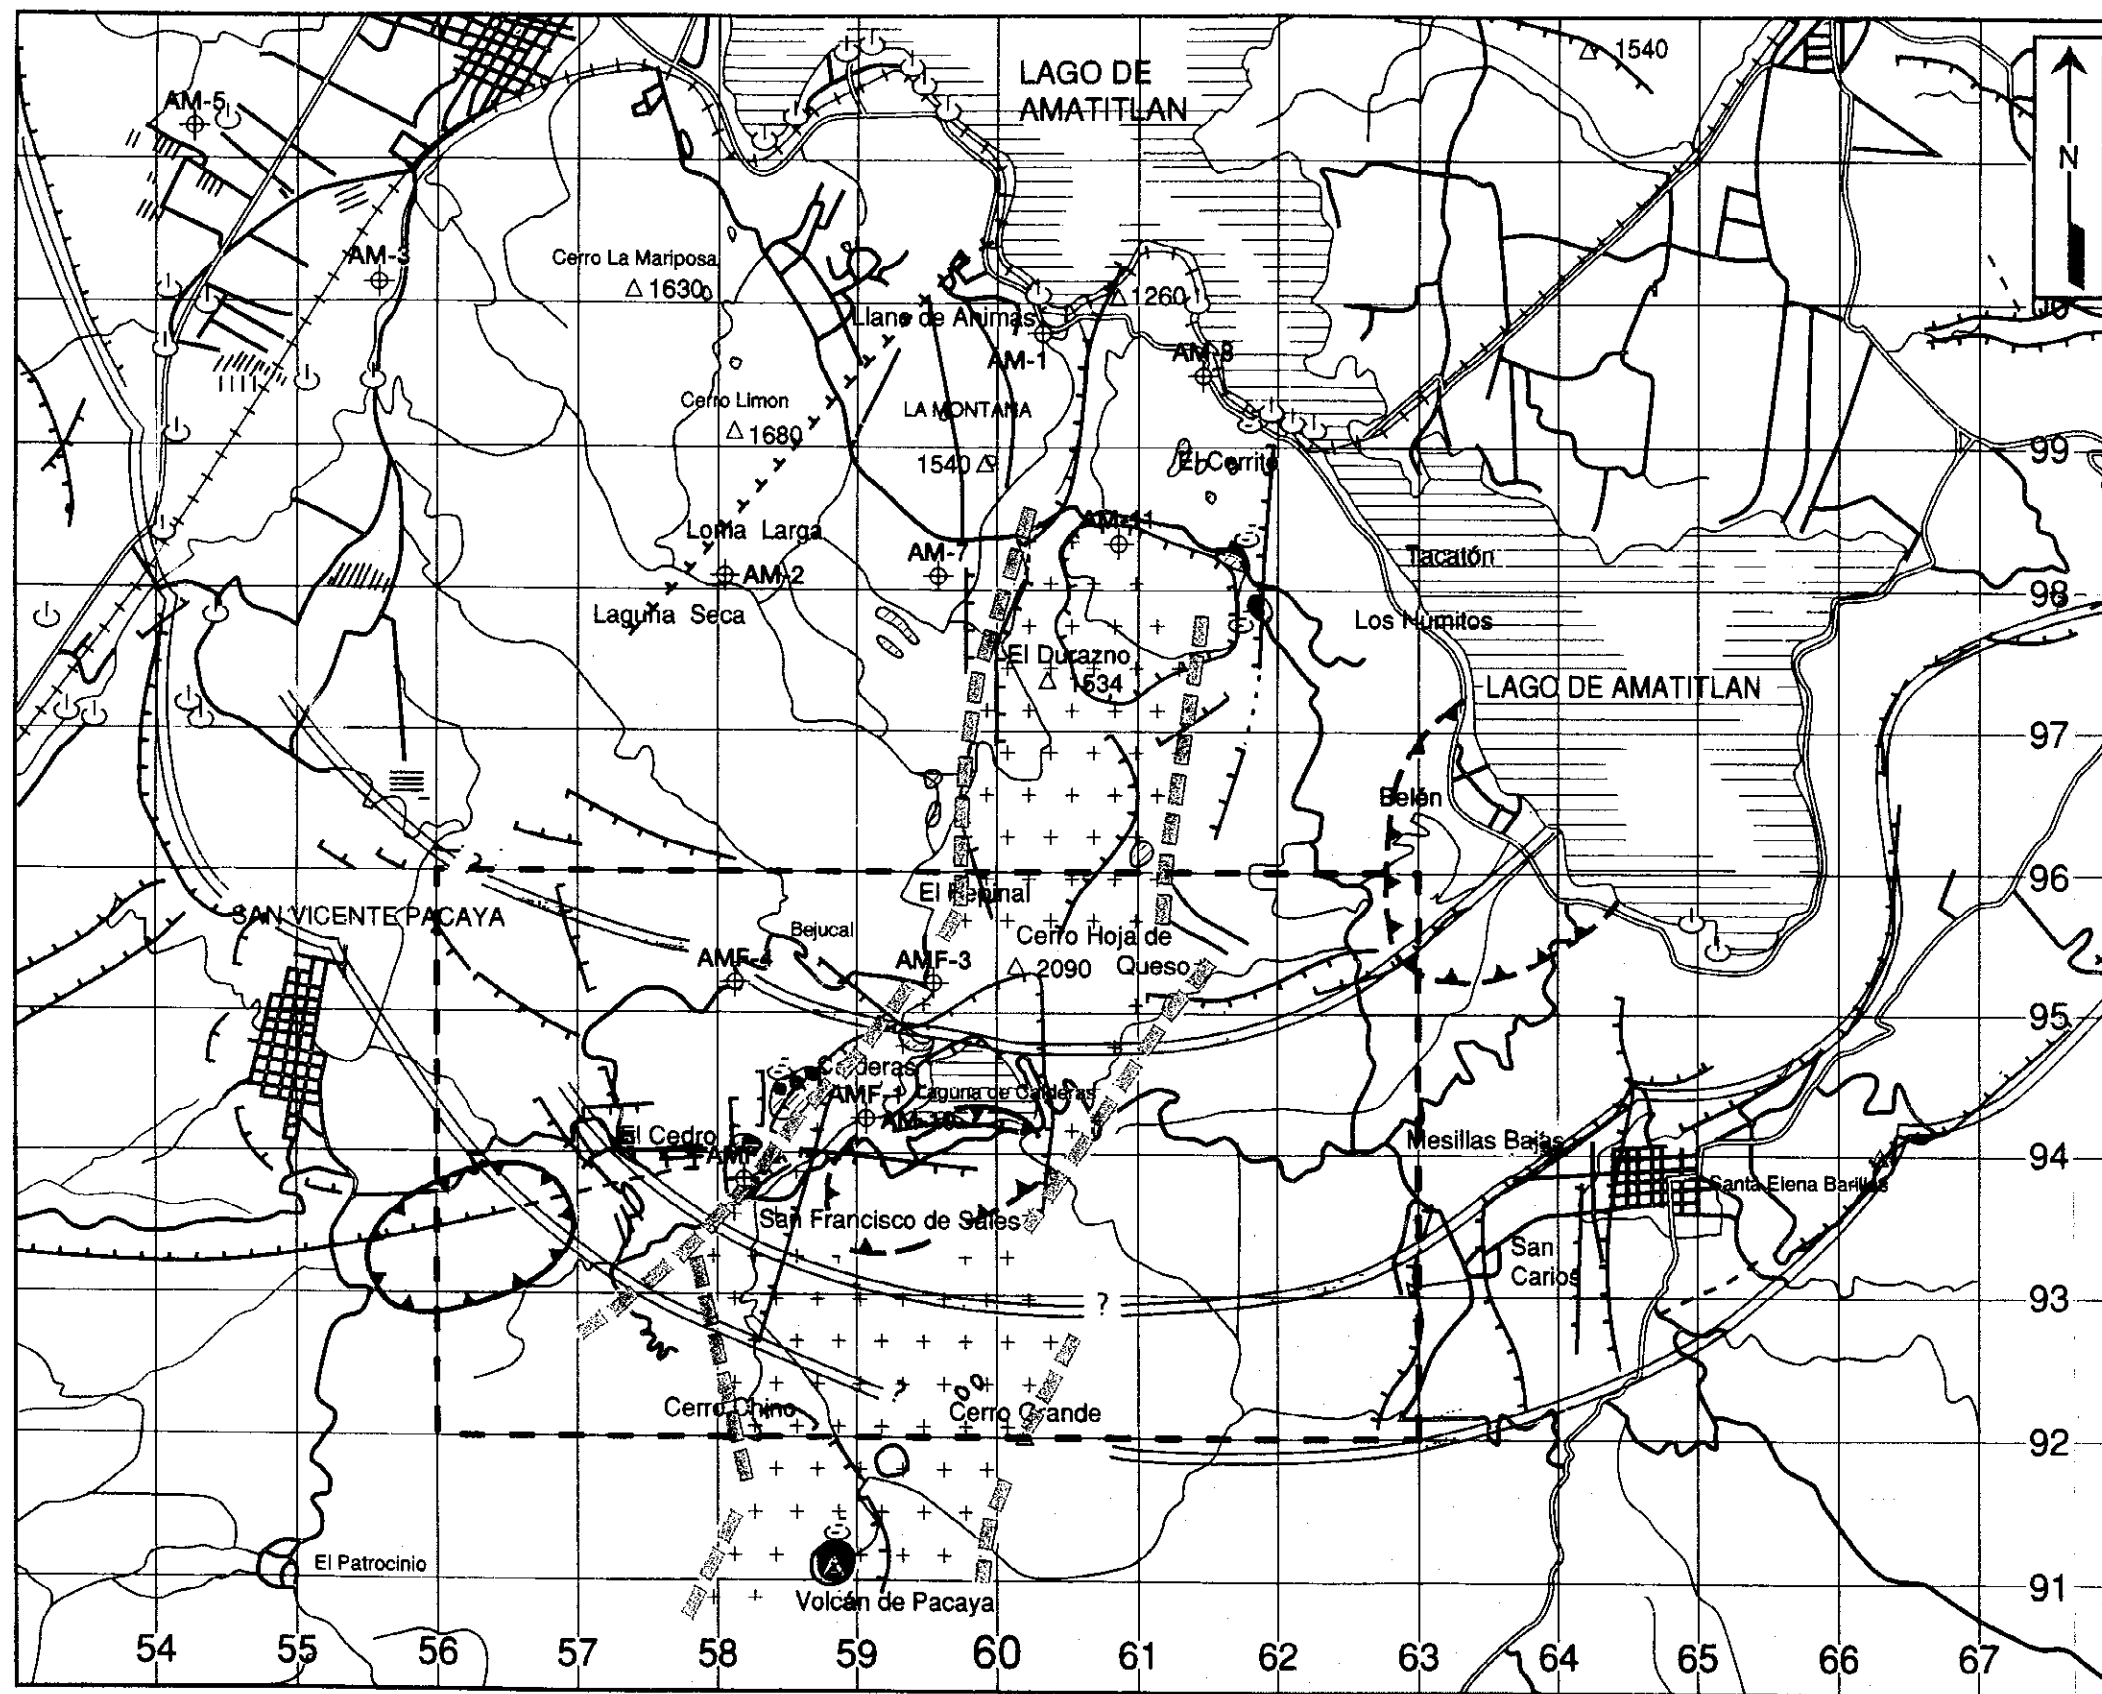 LAGO DE
AMATITLAN
1540
AM-5
N
AM-3
Cerro La Mariposa
1630
1260
Llano de Animas
AM-1
AM-8
Cerro Limon
1680
LA MONTAÑA
1540
El Cerrito
99
Loma Larga
AM-11
AM-7
AM-2
Tacatón
98
Laguna Seca
Los Humitos
El Durazno
1534
LAGO DE AMATITLAN
97
Belén
96
El Pepinal
SAN VICENTE PACAYA
Bejucal
Cerro Hoja de
Queso
2090
AMF-4
AMF-3
95
Calderas
AMF-1
Laguna de Calderas
El Cedro
Mesillas Bajas
94
Santa Elena Barillas
San Francisco de Sales
San
Carlos
?
93
?
Cerro Chino
Cerro Grande
92
El Patrocinio
91
Volcán de Pacaya
54
55
56
57
58
59
60
61
62
63
64
65
66
67